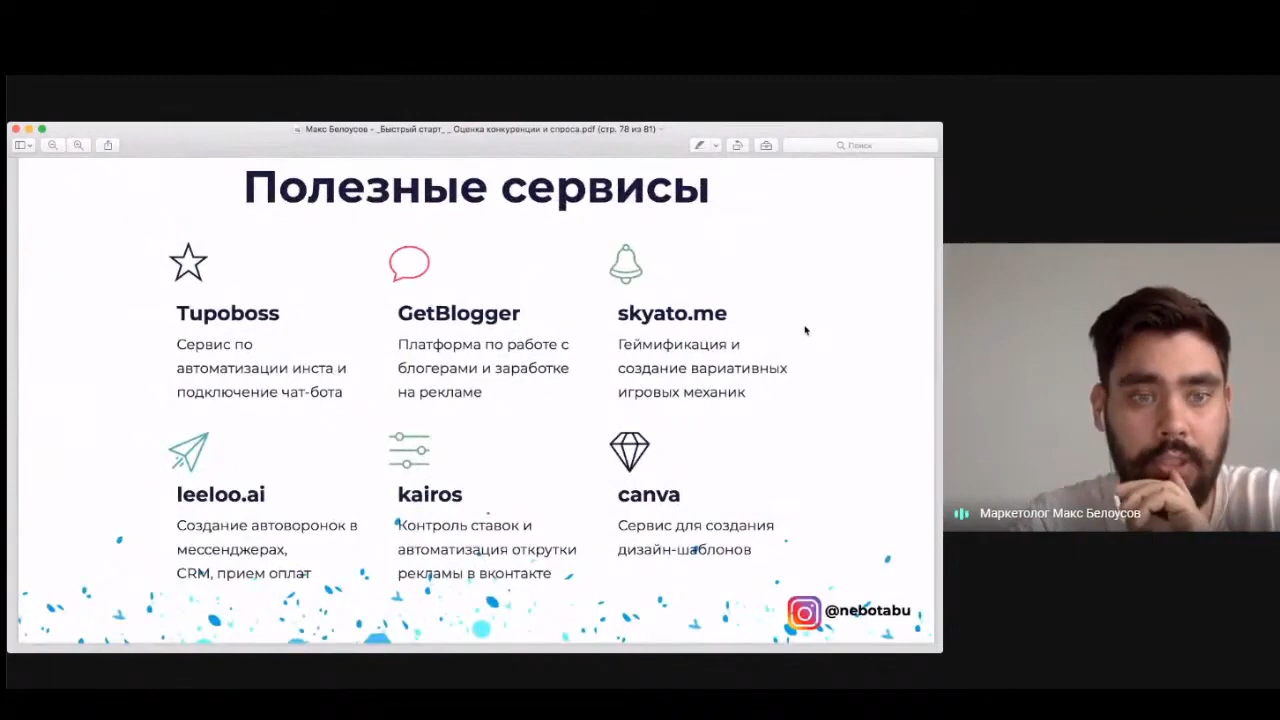 Макс Белоусов - _Быстрый старт_ _ Оценка конкуренции и спроса.pdf (стр. 78 из 81)
Поиск
Полезные сервисы
Tupoboss
Сервис по
автоматизации инста и
подключение чат-бота
GetBlogger
Платформа по работе с
блогерами и заработке
на рекламе
skyato.me
Геймификация и
создание вариативных
игровых механик
leeloo.ai
Создание автоворонок в
мессенджерах,
CRM, прием оплат
kairos
Контроль ставок и
автоматизация открутки
рекламы в вконтакте
canva
Сервис для создания
дизайн-шаблонов
@nebotabu
Маркетолог Макс Белоусов